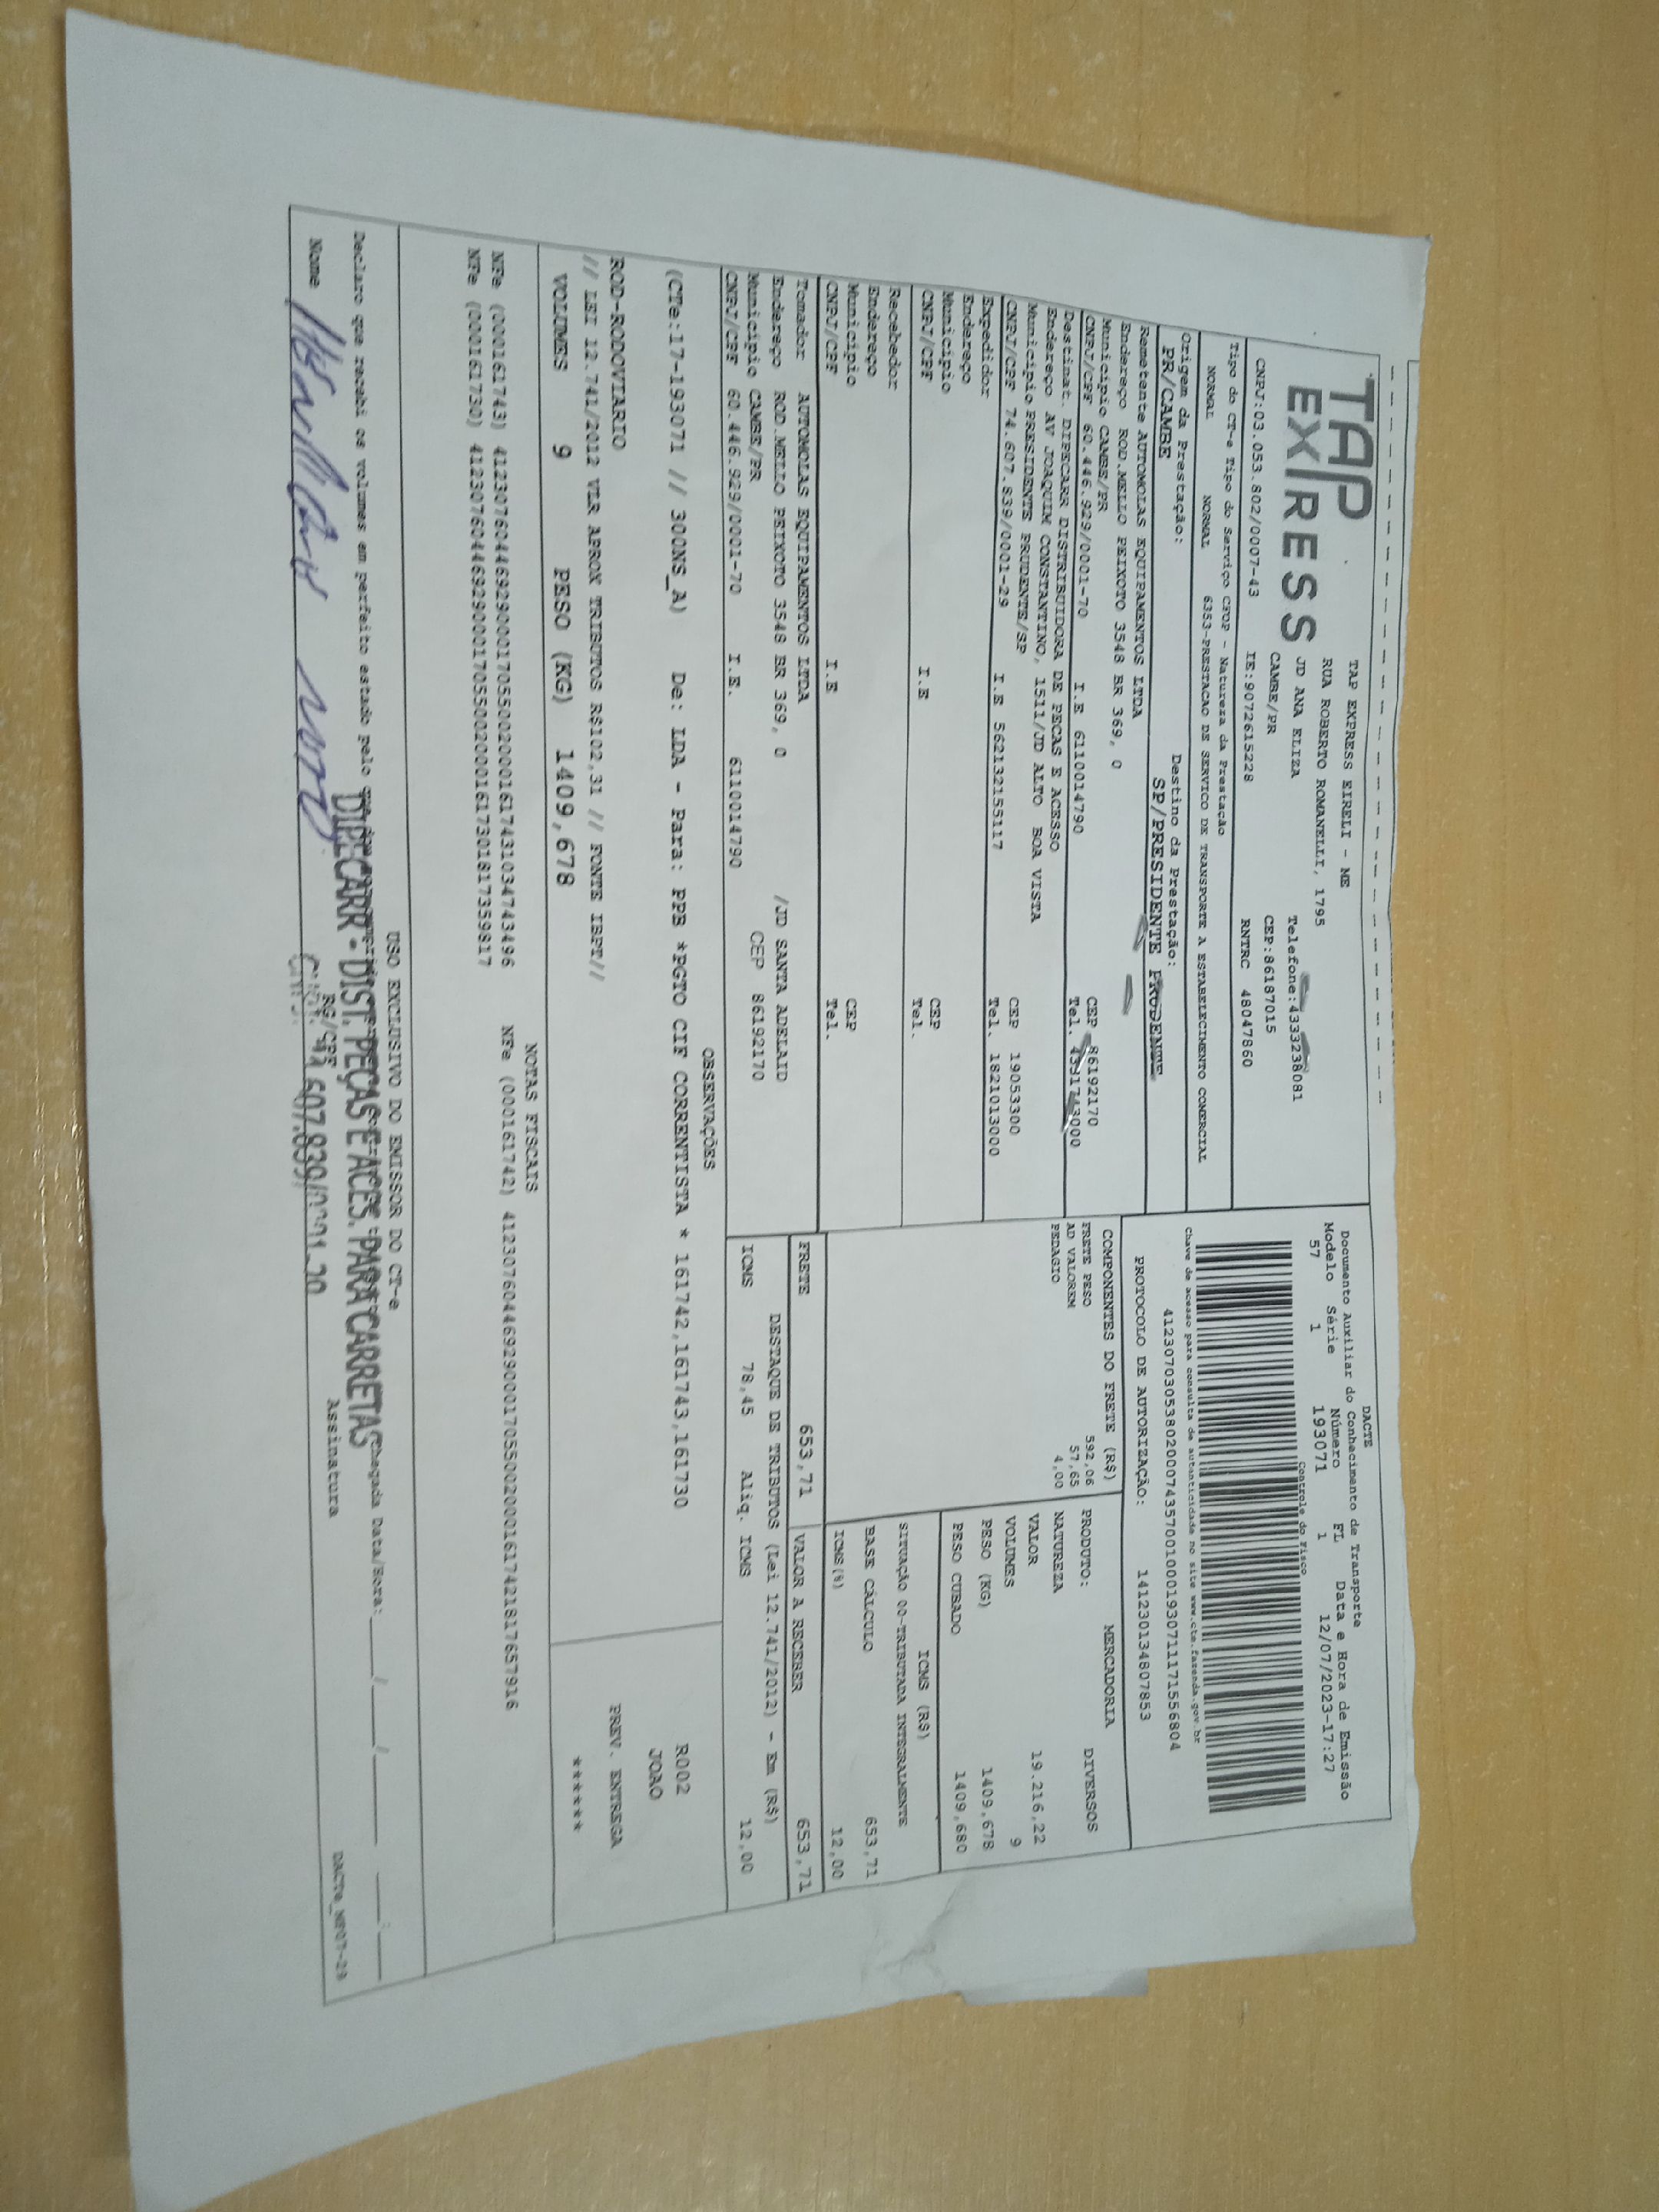 TAP
EXPRESS
TAP EXPRESS EIRELI - ME
RUA ROBERTO ROMANELLI, 1795
JD ANA ELIZA Telefone:4333238081
CAMBE/PR CEP:86187015
CNPJ:03.053.802/0007-43 IE:9072615228 RNTRC 48047860
Tipo do CT-e Tipo do Serviço CFOP - Natureza da Prestação
NORMAL NORMAL 6353-PRESTACAO DE SERVICO DE TRANSPORTE A ESTABELECIMENTO COMERCIAL
Origem da Prestação: Destino da Prestação:
PR/CAMBE SP/PRESIDENTE PRUDENTE
DACTE
Documento Auxiliar do Conhecimento de Transporte
Modelo Série Número FL Data e Hora de Emissão
57 1 193071 1 12/07/2023-17:27
Controle do Fisco
Chave de acesso para consulta de autenticidade no site www.cte.fazenda.gov.br
41230703053802000743570010001930711171556804
PROTOCOLO DE AUTORIZAÇÃO: 141230134807853
Remetente AUTOMOLAS EQUIPAMENTOS LTDA
Endereço ROD.MELLO PEIXOTO 3548 BR 369, 0
Município CAMBE/PR CEP 86192170
CNPJ/CPF 60.446.929/0001-70 I.E 6110014790 Tel. 4331743000
Destinat. DIPECARR DISTRIBUIDORA DE PECAS E ACESSO
Endereço AV JOAQUIM CONSTANTINO, 1511/JD ALTO BOA VISTA
Município PRESIDENTE PRUDENTE/SP CEP 19053300
CNPJ/CPF 74.607.839/0001-29 I.E 562132155117 Tel. 1821013000
Expedidor
Endereço
Município CEP
CNPJ/CPF I.E Tel.
Recebedor
Endereço
Município CEP
CNPJ/CPF I.E Tel.
Tomador AUTOMOLAS EQUIPAMENTOS LTDA
Endereço ROD.MELLO PEIXOTO 3548 BR 369, 0 /JD SANTA ADELAID
Município CAMBE/PR CEP 86192170
CNPJ/CPF 60.446.929/0001-70 I.E. 6110014790
COMPONENTES DO FRETE (R$)
FRETE PESO 592,06
AD VALOREM 57,65
PEDAGIO 4,00
MERCADORIA
PRODUTO: DIVERSOS
NATUREZA
VALOR 19.216,22
VOLUMES 9
PESO (KG) 1409,678
PESO CUBADO 1409,680
ICMS (R$)
SITUAÇÃO 00-TRIBUTADA INTEGRALMENTE
BASE CÁLCULO 653,71
ICMS(%) 12,00
FRETE 653,71 VALOR A RECEBER 653,71
DESTAQUE DE TRIBUTOS (Lei 12.741/2012) - Em (R$)
ICMS 78,45 Aliq. ICMS 12,00
OBSERVAÇÕES
(CTe:17-193071 // 300NS_A) De: LDA - Para: PPB *PGTO CIF CORRENTISTA * 161742,161743,161730
R002
JOAO
ROD-RODOVIARIO
// LEI 12.741/2012 VLR APROX TRIBUTOS R$102,31 // FONTE IBPT//
PREV. ENTREGA
******
VOLUMES 9 PESO (KG) 1409,678
NOTAS FISCAIS
NFe (000161743) 41230760446929000170550020001617431034743496 NFe (000161742) 41230760446929000170550020001617421817657916
NFe (000161730) 41230760446929000170550020001617301817359817
USO EXCLUSIVO DO EMISSOR DO CT-e
Declaro que recebi os volumes em perfeito estado pelo Chegada Data/Hora: / / :
DIPECARR - DIST. PEÇAS E ACES. PARA CARRETAS
Nome RG/CPF Assinatura
DACTe_NF07-29